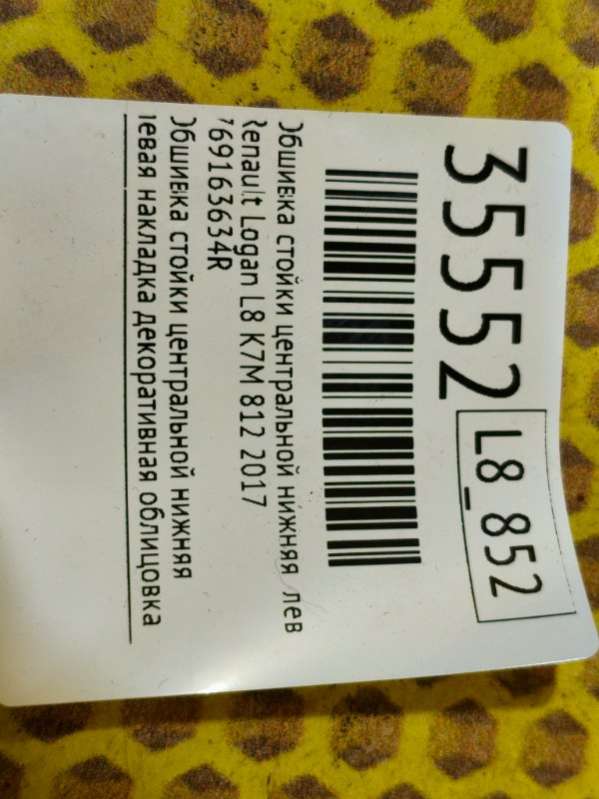 35552 L8_852
Обшивка стойки центральной нижняя лев
Renault Logan L8 K7M 812 2017
769163634R
Обшивка стойки центральной нижняя
левая накладка декоративная облицовка